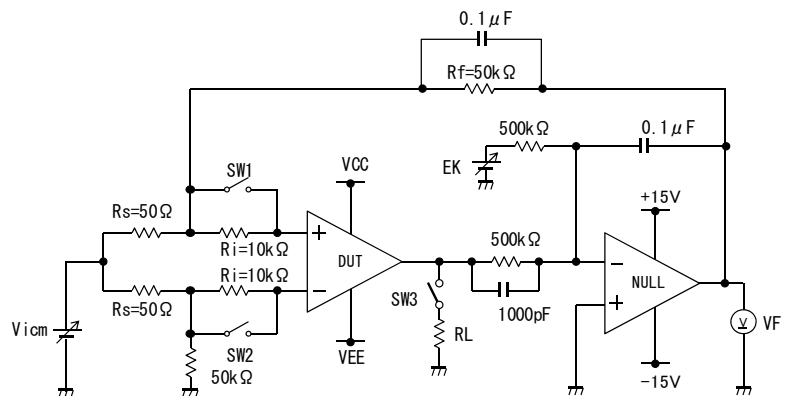 0.1μF
Rf=50kΩ
500kΩ
0.1μF
EK
SW1
VCC
+15V
Rs=50Ω
Ri=10kΩ
500kΩ
DUT
NULL
Ri=10kΩ
Rs=50Ω
SW3
1000pF
V
VF
Vicm
SW2
VEE
RL
50kΩ
-15V